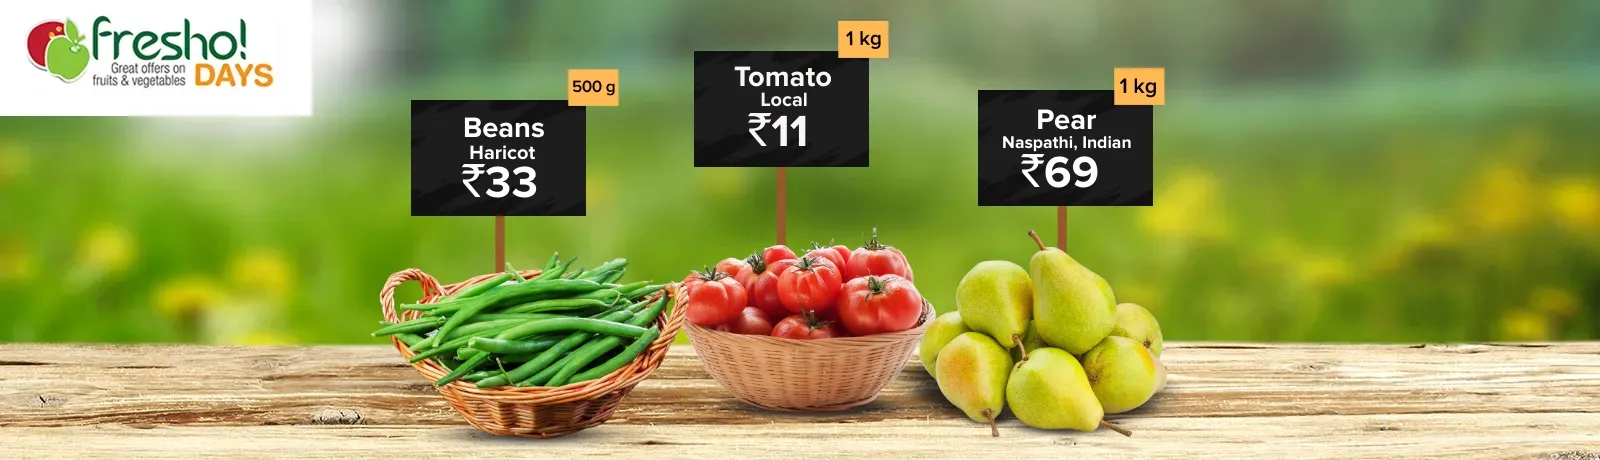 fresho!
Great offers on
fruits & vegetables DAYS
500 g
Beans
Haricot
₹33
1 kg
Tomato
Local
₹11
1 kg
Pear
Naspathi, Indian
₹69